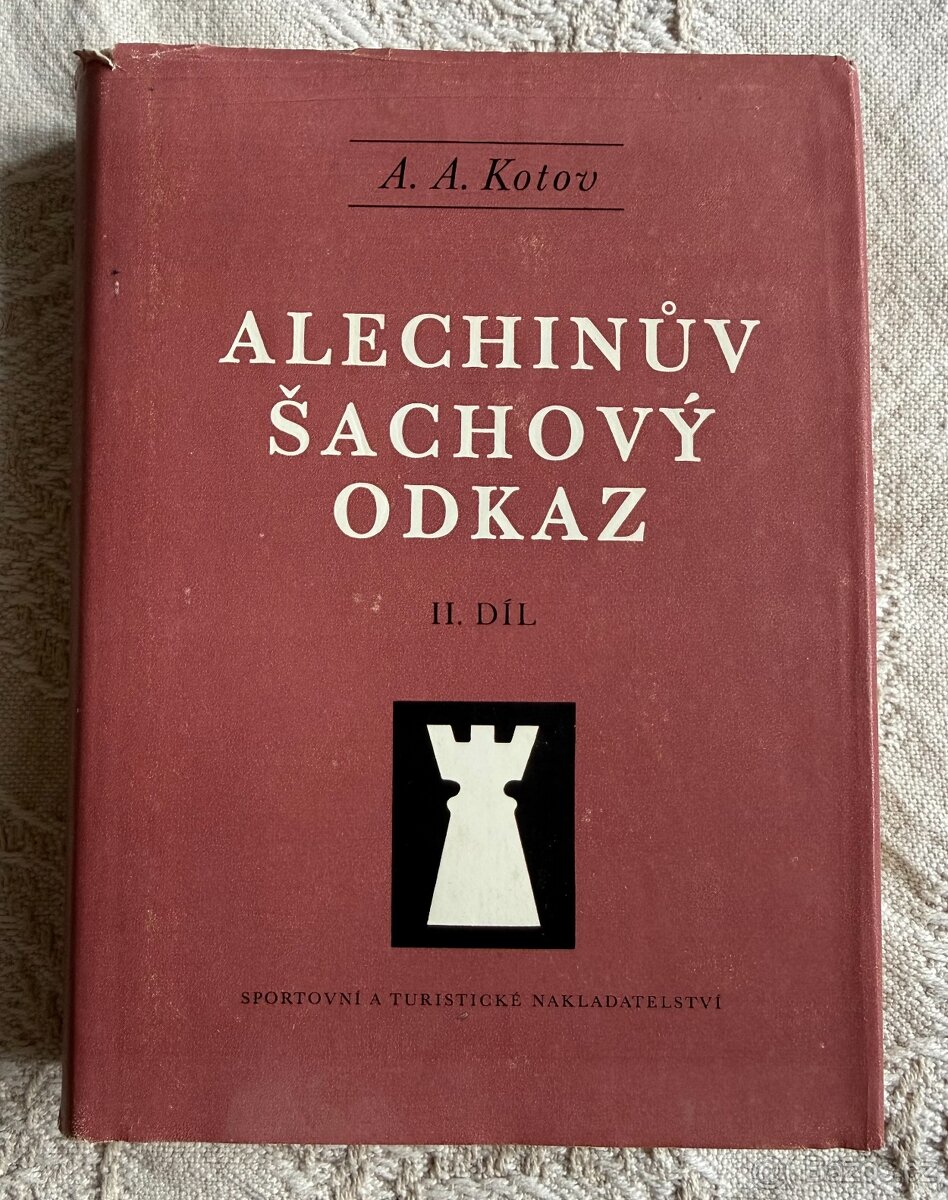 A. A. Kotov
ALECHINŮV
ŠACHOVÝ
ODKAZ
II. DÍL
SPORTOVNÍ A TURISTICKÉ NAKLADATELSTVÍ